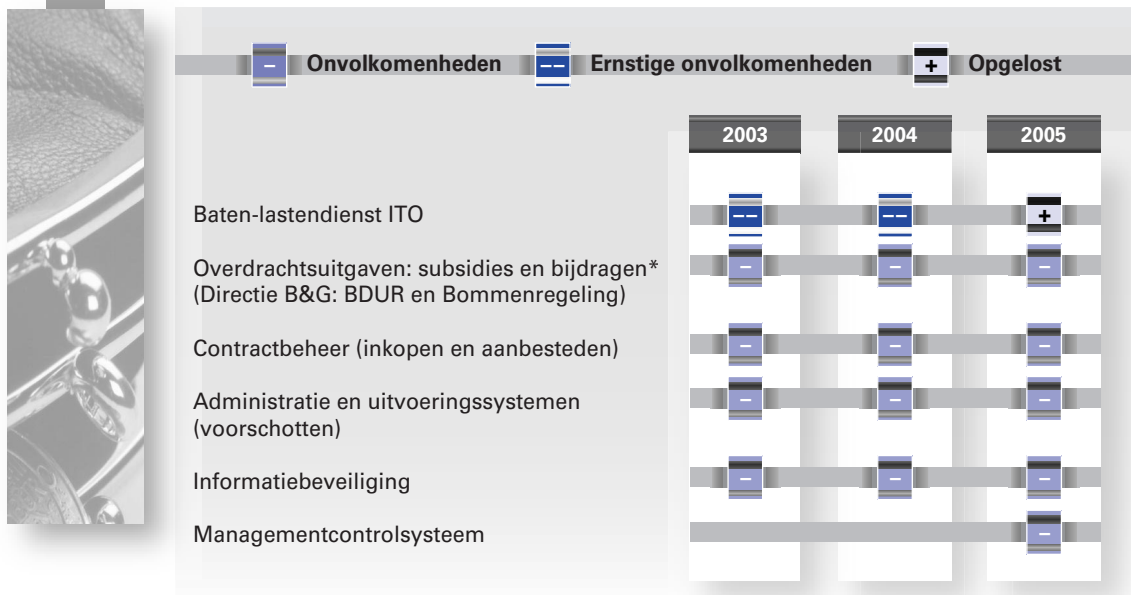 – Onvolkomenheden –– Ernstige onvolkomenheden + Opgelost
2003 2004 2005
Baten-lastendienst ITO –– –– +
Overdrachtsuitgaven: subsidies en bijdragen* – – –
(Directie B&G: BDUR en Bommenregeling)
Contractbeheer (inkopen en aanbesteden) – – –
Administratie en uitvoeringssystemen – – –
(voorschotten)
Informatiebeveiliging – – –
Managementcontrolsysteem –